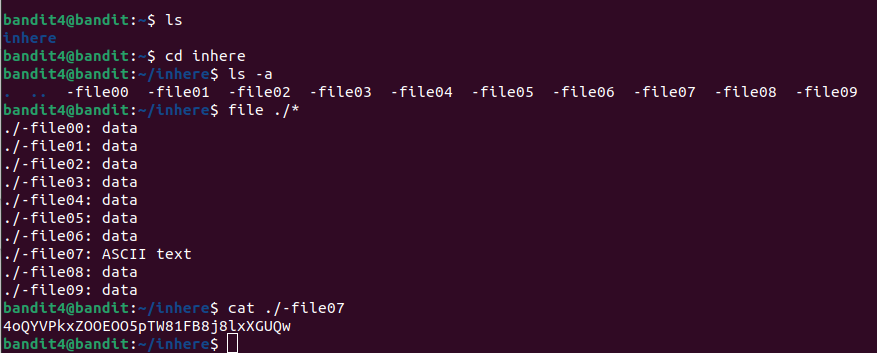 bandit4@bandit:~$ ls
inhere
bandit4@bandit:~$ cd inhere
bandit4@bandit:~/inhere$ ls -a
.  ..  -file00  -file01  -file02  -file03  -file04  -file05  -file06  -file07  -file08  -file09
bandit4@bandit:~/inhere$ file ./*
./-file00: data
./-file01: data
./-file02: data
./-file03: data
./-file04: data
./-file05: data
./-file06: data
./-file07: ASCII text
./-file08: data
./-file09: data
bandit4@bandit:~/inhere$ cat ./-file07
4oQYVPkxZOOEOO5pTW81FB8j8lxXGUQw
bandit4@bandit:~/inhere$